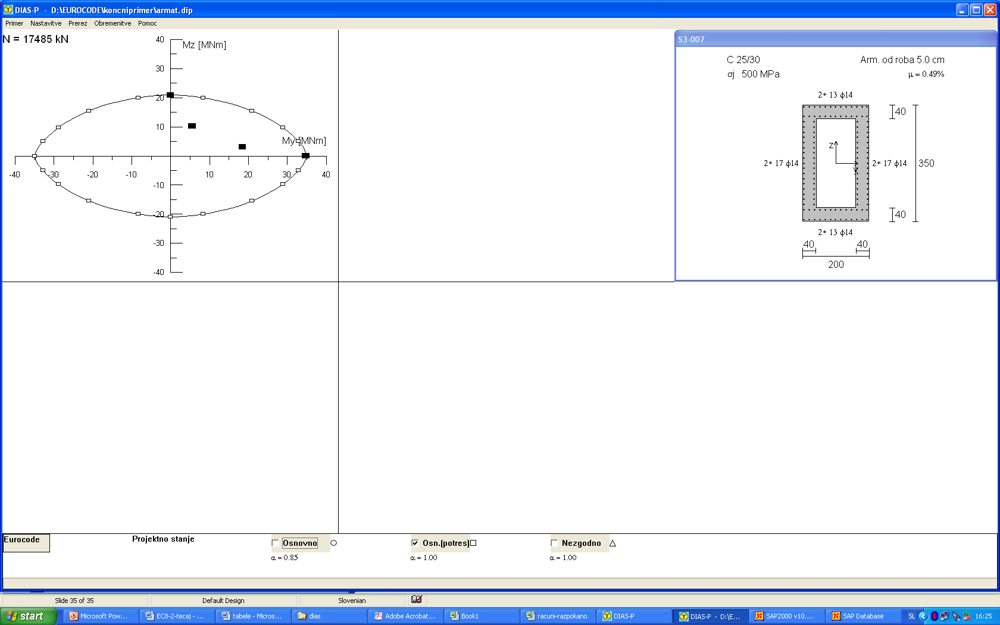 DIAS-P - D:\EUROCODE\koncniprimer\armat.dip
Primer Nastavitve Prerez Obremenitve Pomoc
N = 17485 kN
Mz [MNm]
40
30
20
10
My [MNm]
-40 -30 -20 -10 10 20 30 40
-10
-20
-30
-40
S3-007
C 25/30 Arm. od roba 5.0 cm
σj 500 MPa μ = 0.49%
2* 13 ϕ14
40
z
2* 17 ϕ14 2* 17 ϕ14 350
40
2* 13 ϕ14
40 40
200
Eurocode Projektno stanje Osnovno Osn.(potres) Nezgodno
α = 0.85 α = 1.00 α = 1.00
Slide 35 of 35 Default Design Slovenian
start Microsoft Pow... EC8-2-tecaj - ... tabele - Micros... dias Adobe Acrobat... Book1 racuni-razpokano DIAS-P DIAS-P - D:\E... SAP2000 v10.... SAP Database SL 16:25